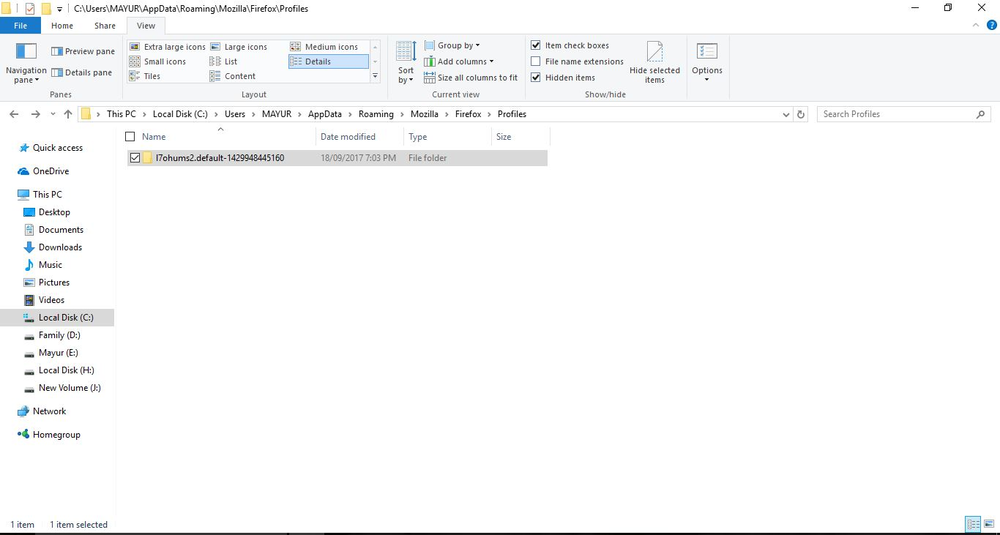 C:\Users\MAYUR\AppData\Roaming\Mozilla\Firefox\Profiles
File Home Share View
Navigation pane
Preview pane
Details pane
Panes
Extra large icons Large icons Medium icons
Small icons List Details
Tiles Content
Layout
Sort by
Group by
Add columns
Size all columns to fit
Current view
Item check boxes
File name extensions
Hidden items
Hide selected items
Show/hide
Options
This PC Local Disk (C:) Users MAYUR AppData Roaming Mozilla Firefox Profiles
Search Profiles
Quick access
OneDrive
This PC
Desktop
Documents
Downloads
Music
Pictures
Videos
Local Disk (C:)
Family (D:)
Mayur (E:)
Local Disk (H:)
New Volume (J:)
Network
Homegroup
Name Date modified Type Size
l7ohums2.default-1429948445160 18/09/2017 7:03 PM File folder
1 item 1 item selected